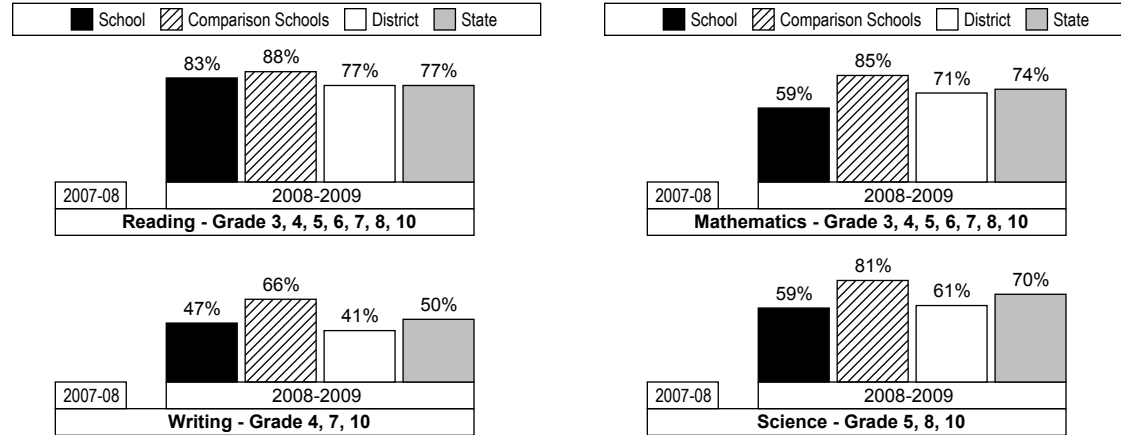 School Comparison Schools District State
83% 88% 77% 77%
2007-08 2008-2009
Reading - Grade 3, 4, 5, 6, 7, 8, 10
School Comparison Schools District State
59% 85% 71% 74%
2007-08 2008-2009
Mathematics - Grade 3, 4, 5, 6, 7, 8, 10
47% 66% 41% 50%
2007-08 2008-2009
Writing - Grade 4, 7, 10
59% 81% 61% 70%
2007-08 2008-2009
Science - Grade 5, 8, 10